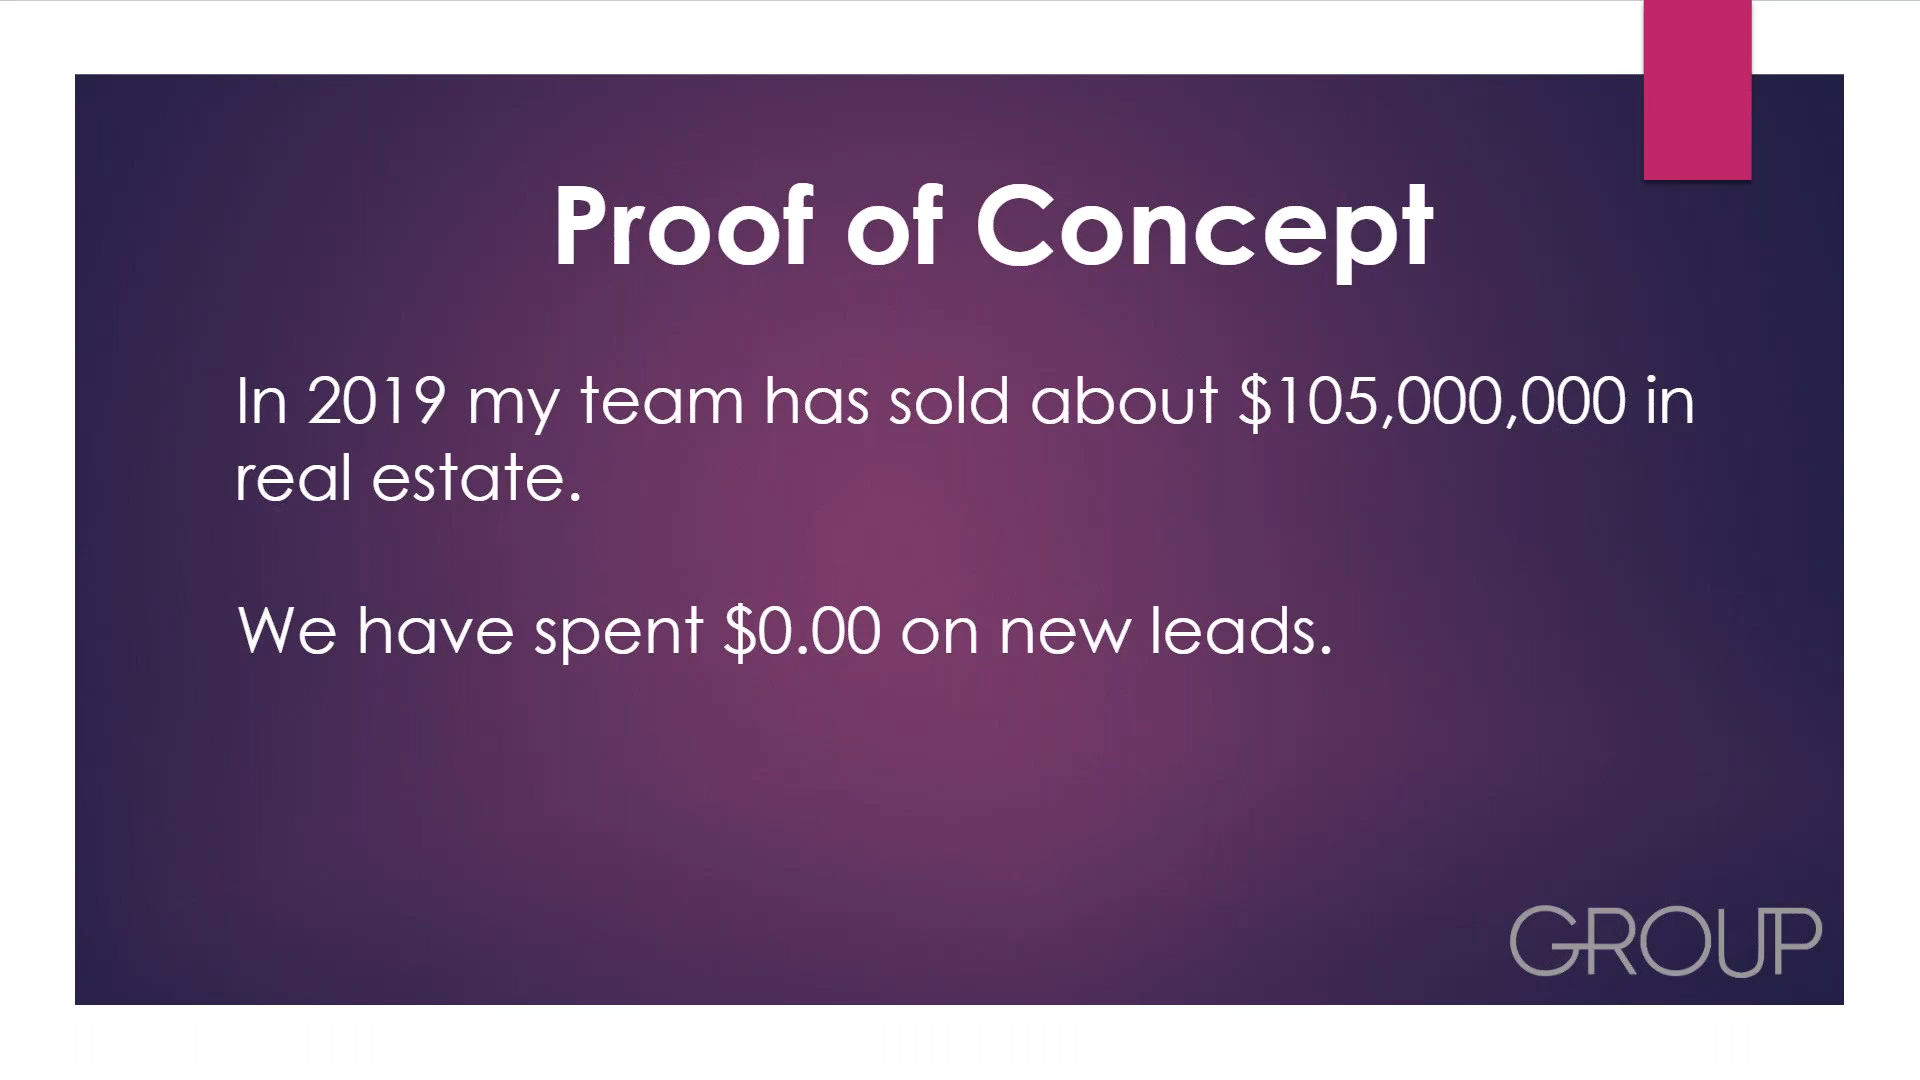 Proof of Concept
In 2019 my team has sold about $105,000,000 in
real estate.
We have spent $0.00 on new leads.
GROUP